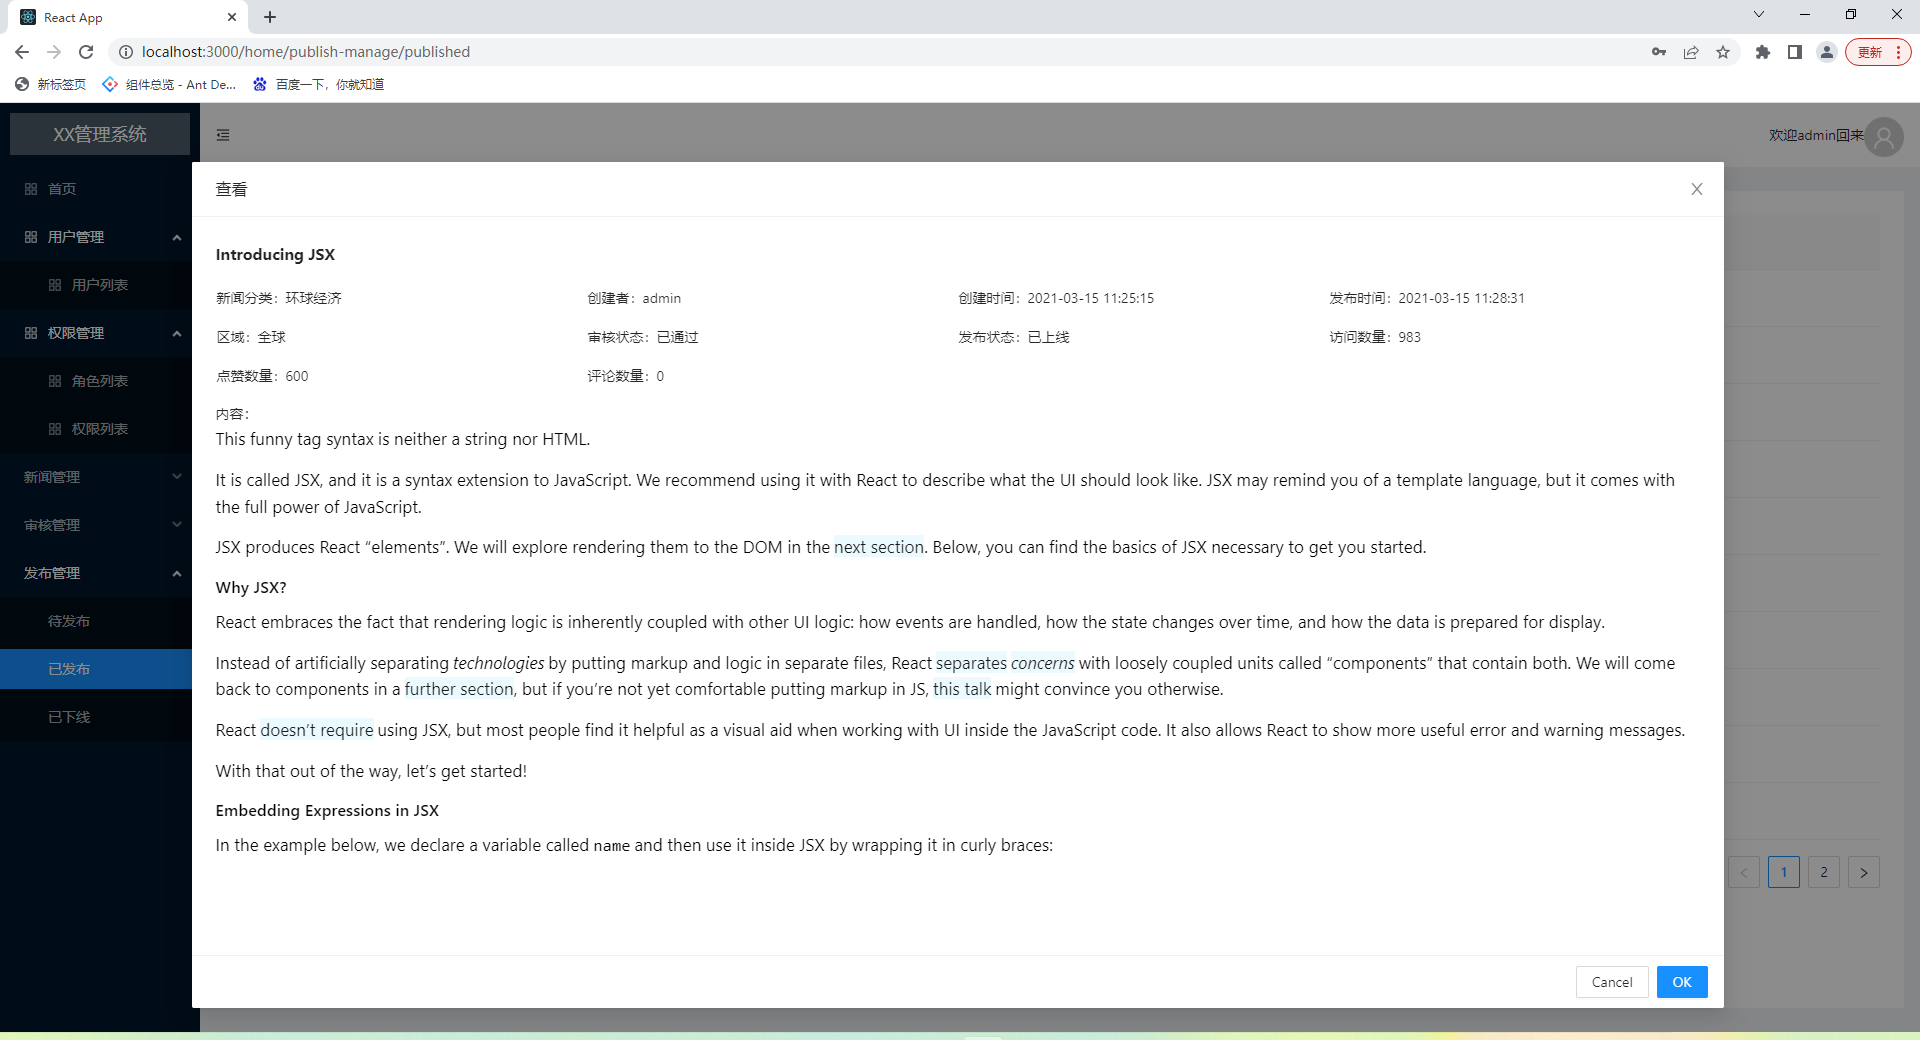 React App
localhost:3000/home/publish-manage/published
更新
新标签页
组件总览 - Ant De...
百度一下，你就知道
XX管理系统
欢迎admin回来
首页
用户管理
用户列表
权限管理
角色列表
权限列表
新闻管理
审核管理
发布管理
待发布
已发布
已下线
查看
Introducing JSX
新闻分类：环球经济
创建者：admin
创建时间：2021-03-15 11:25:15
发布时间：2021-03-15 11:28:31
区域：全球
审核状态：已通过
发布状态：已上线
访问数量：983
点赞数量：600
评论数量：0
内容：
This funny tag syntax is neither a string nor HTML.
It is called JSX, and it is a syntax extension to JavaScript. We recommend using it with React to describe what the UI should look like. JSX may remind you of a template language, but it comes with
the full power of JavaScript.
JSX produces React “elements”. We will explore rendering them to the DOM in the next section. Below, you can find the basics of JSX necessary to get you started.
Why JSX?
React embraces the fact that rendering logic is inherently coupled with other UI logic: how events are handled, how the state changes over time, and how the data is prepared for display.
Instead of artificially separating technologies by putting markup and logic in separate files, React separates concerns with loosely coupled units called “components” that contain both. We will come
back to components in a further section, but if you’re not yet comfortable putting markup in JS, this talk might convince you otherwise.
React doesn’t require using JSX, but most people find it helpful as a visual aid when working with UI inside the JavaScript code. It also allows React to show more useful error and warning messages.
With that out of the way, let’s get started!
Embedding Expressions in JSX
In the example below, we declare a variable called name and then use it inside JSX by wrapping it in curly braces:
1 2
Cancel OK